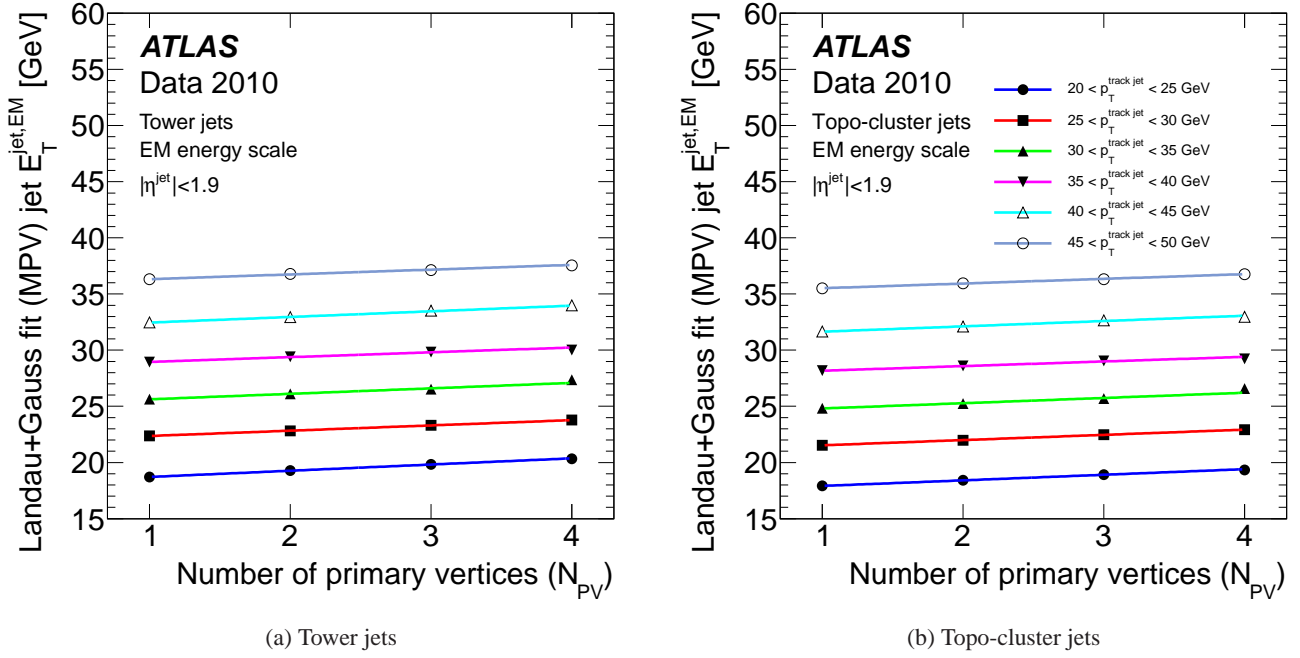 Landau+Gauss fit (MPV) jet E_T^{jet,EM} [GeV]
60
55
50
45
40
35
30
25
20
15
ATLAS
Data 2010
Tower jets
EM energy scale
|η^{jet}|<1.9
1 2 3 4
Number of primary vertices (N_{PV})
(a) Tower jets
Landau+Gauss fit (MPV) jet E_T^{jet,EM} [GeV]
60
55
50
45
40
35
30
25
20
15
ATLAS
Data 2010
Topo-cluster jets
EM energy scale
|η^{jet}|<1.9
20 < p_T^{track jet} < 25 GeV
25 < p_T^{track jet} < 30 GeV
30 < p_T^{track jet} < 35 GeV
35 < p_T^{track jet} < 40 GeV
40 < p_T^{track jet} < 45 GeV
45 < p_T^{track jet} < 50 GeV
1 2 3 4
Number of primary vertices (N_{PV})
(b) Topo-cluster jets